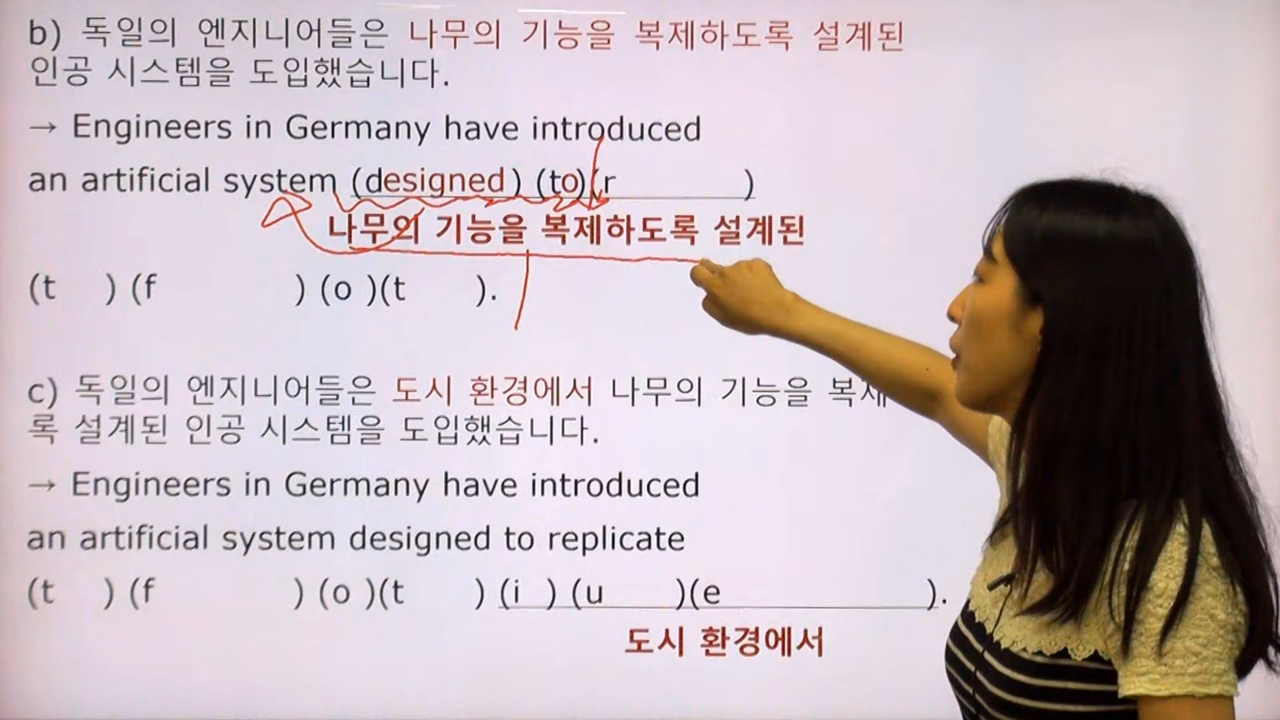 b) 독일의 엔지니어들은 나무의 기능을 복제하도록 설계된
인공 시스템을 도입했습니다.
→ Engineers in Germany have introduced
an artificial system (designed) (to)(r )
나무의 기능을 복제하도록 설계된
(t ) (f ) (o )(t ).
c) 독일의 엔지니어들은 도시 환경에서 나무의 기능을 복제
록 설계된 인공 시스템을 도입했습니다.
→ Engineers in Germany have introduced
an artificial system designed to replicate
(t ) (f ) (o )(t ) (i ) (u )(e ).
도시 환경에서